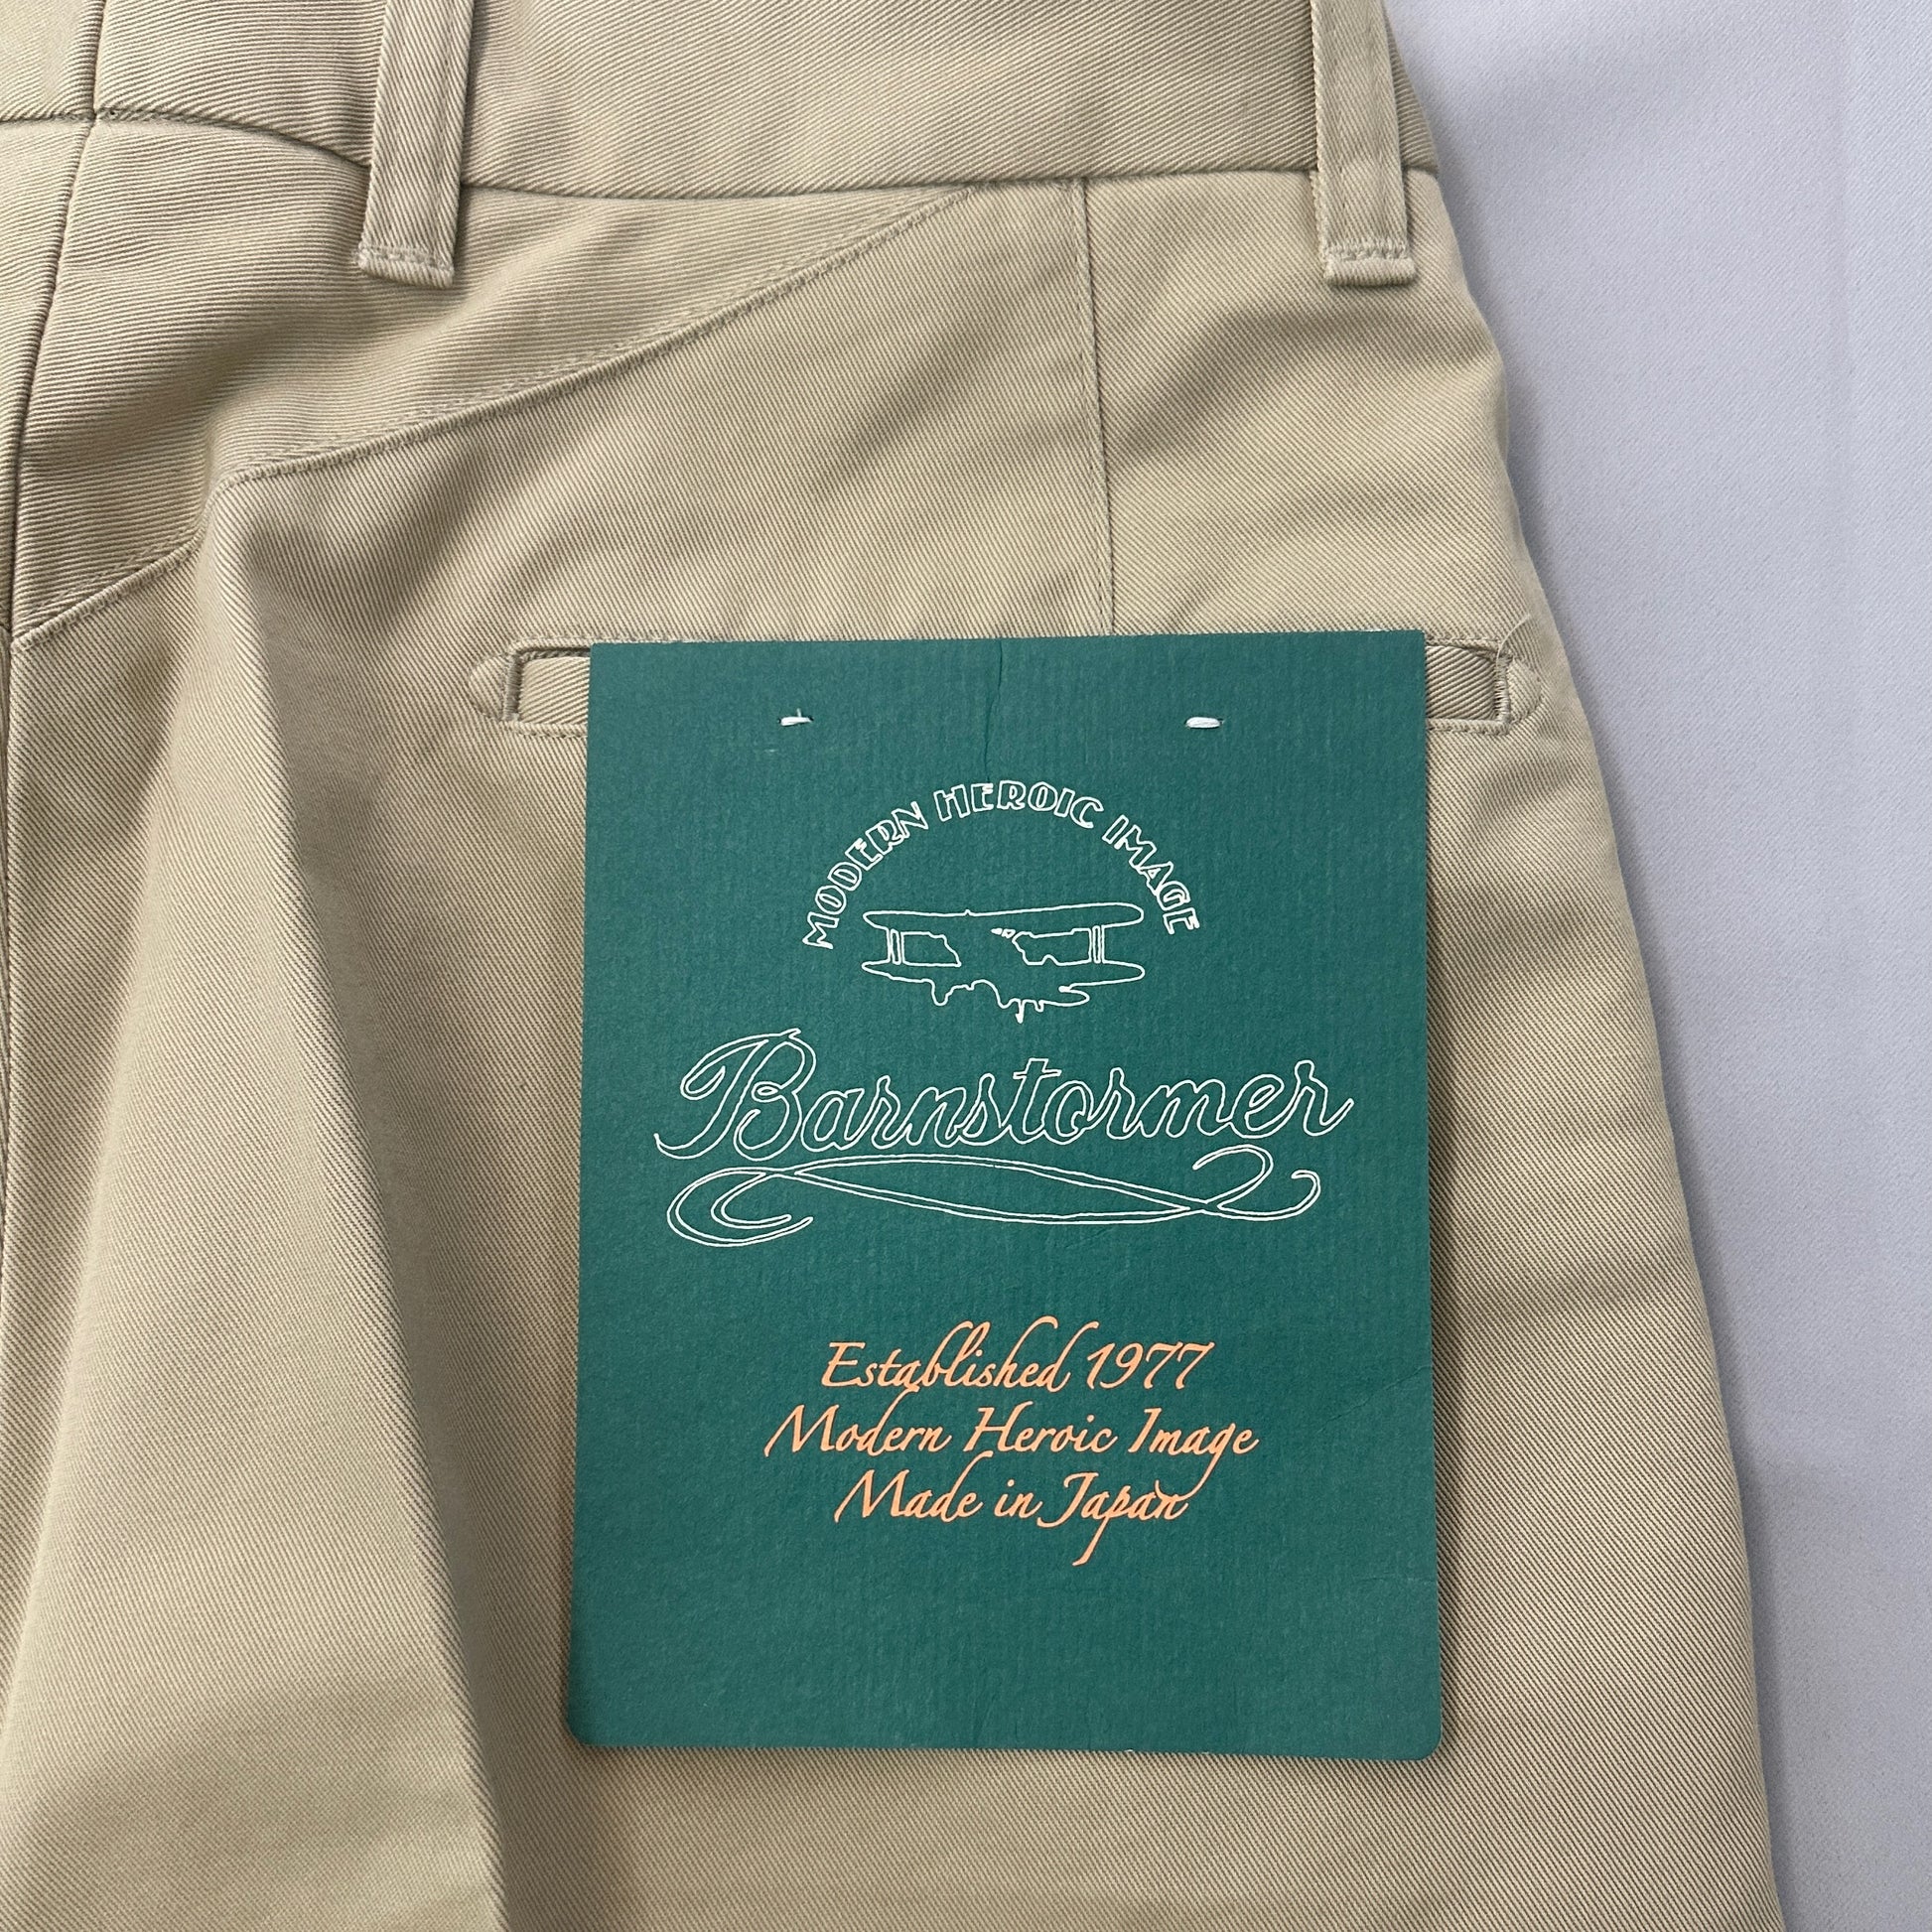 MODERN HEROIC IMAGE
Barnstormer
Established 1977
Modern Heroic Image
Made in Japan